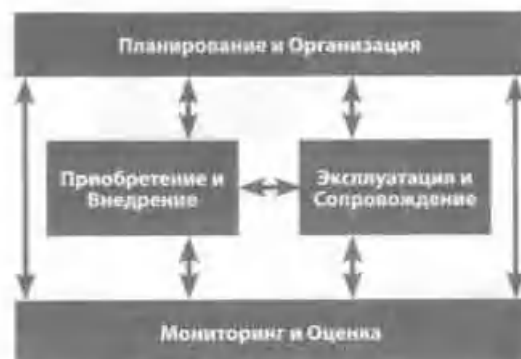 Планирование и Организация
Приобретение и
Внедрение
Эксплуатация и
Сопровождение
Мониторинг и Оценка